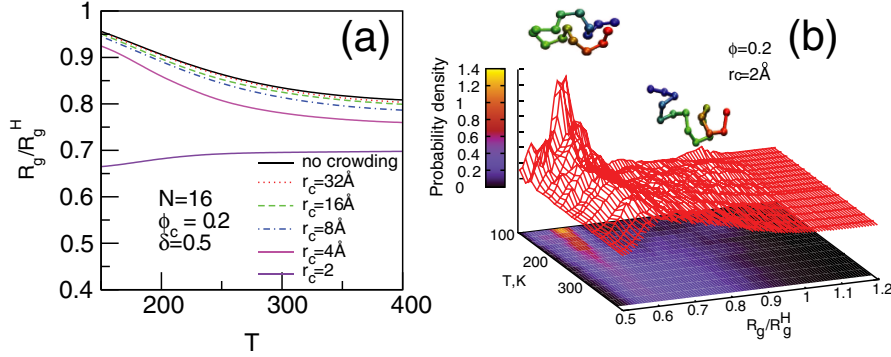 (a)
R_g/R_g^H
1
0.9
0.8
0.7
0.6
0.5
0.4
N=16
ϕ_c = 0.2
δ=0.5
no crowding
r_c=32Å
r_c=16Å
r_c=8Å
r_c=4Å
r_c=2
200
300
400
T
(b)
ϕ=0.2
r_c=2Å
Probability density
1.4
1.2
1.0
0.8
0.6
0.4
0.2
0
100
200
300
T,K
0.5
0.6
0.7
0.8
0.9
1
1.1
1.2
R_g/R_g^H